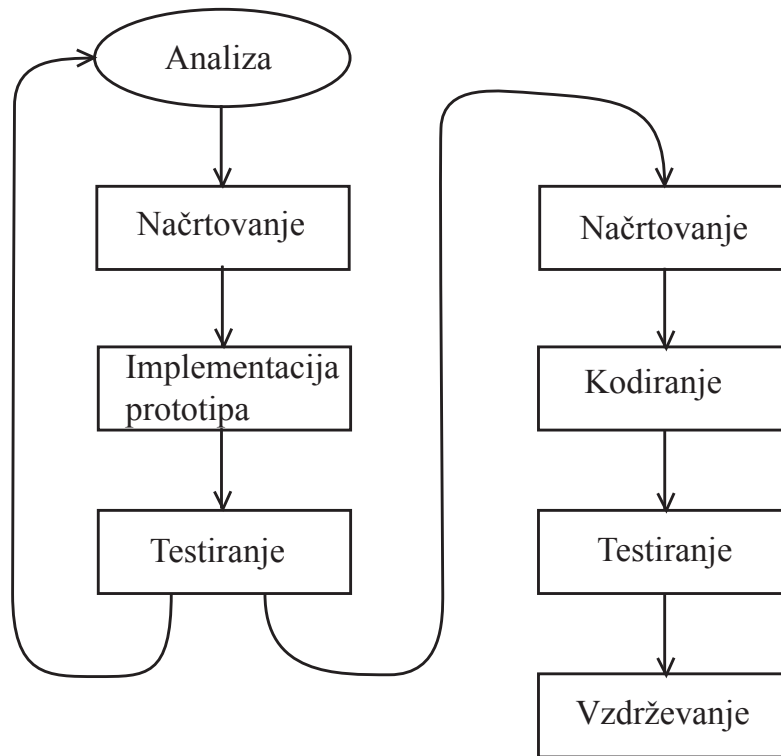 Analiza
Načrtovanje
Implementacija
prototipa
Testiranje
Načrtovanje
Kodiranje
Testiranje
Vzdrževanje